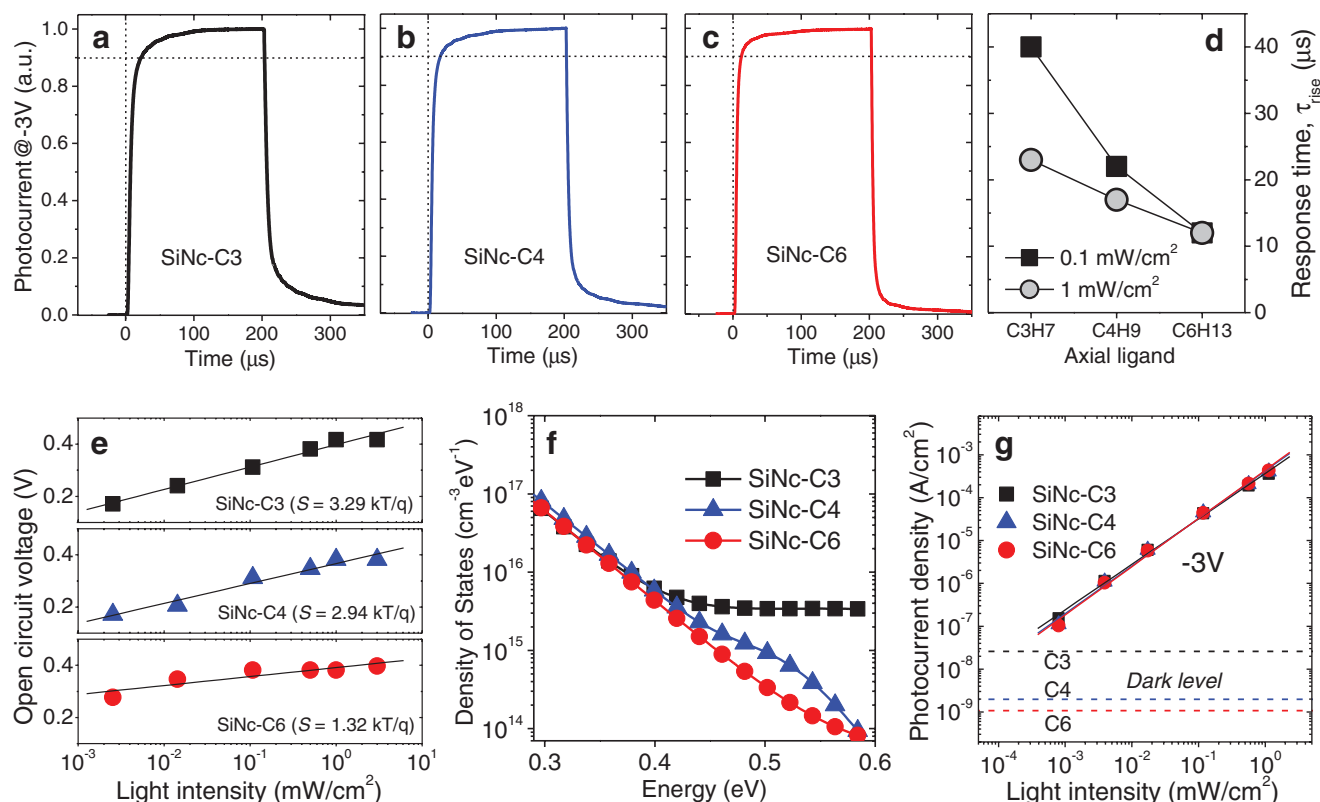 a
b
c
d
Photocurrent@-3V (a.u.)
1.0
0.8
0.6
0.4
0.2
0.0
SiNc-C3
SiNc-C4
SiNc-C6
0 100 200 300
0 100 200 300
0 100 200 300
Time (μs)
Time (μs)
Time (μs)
0.1 mW/cm²
1 mW/cm²
40
30
20
10
0
Response time, τrise (μs)
C3H7 C4H9 C6H13
Axial ligand
e
Open circuit voltage (V)
0.4
0.2
SiNc-C3 (S = 3.29 kT/q)
0.4
0.2
SiNc-C4 (S = 2.94 kT/q)
0.4
0.2
SiNc-C6 (S = 1.32 kT/q)
10⁻³ 10⁻² 10⁻¹ 10⁰ 10¹
Light intensity (mW/cm²)
f
Density of States (cm⁻³eV⁻¹)
10¹⁸
10¹⁷
10¹⁶
10¹⁵
10¹⁴
SiNc-C3
SiNc-C4
SiNc-C6
0.3 0.4 0.5 0.6
Energy (eV)
g
Photocurrent density (A/cm²)
10⁻³
10⁻⁴
10⁻⁵
10⁻⁶
10⁻⁷
10⁻⁸
10⁻⁹
SiNc-C3
SiNc-C4
SiNc-C6
-3V
C3
C4
Dark level
C6
10⁻⁴ 10⁻³ 10⁻² 10⁻¹ 10⁰
Light intensity (mW/cm²)